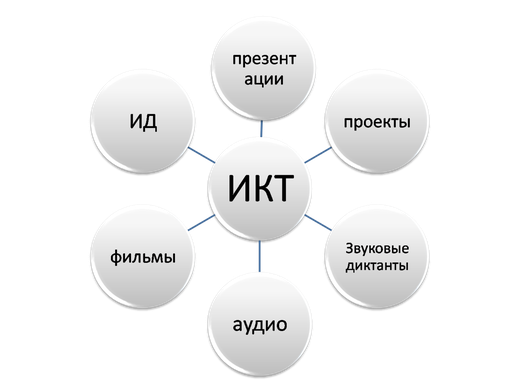 презент
ации
ИД
проекты
ИКТ
фильмы
Звуковые
диктанты
аудио